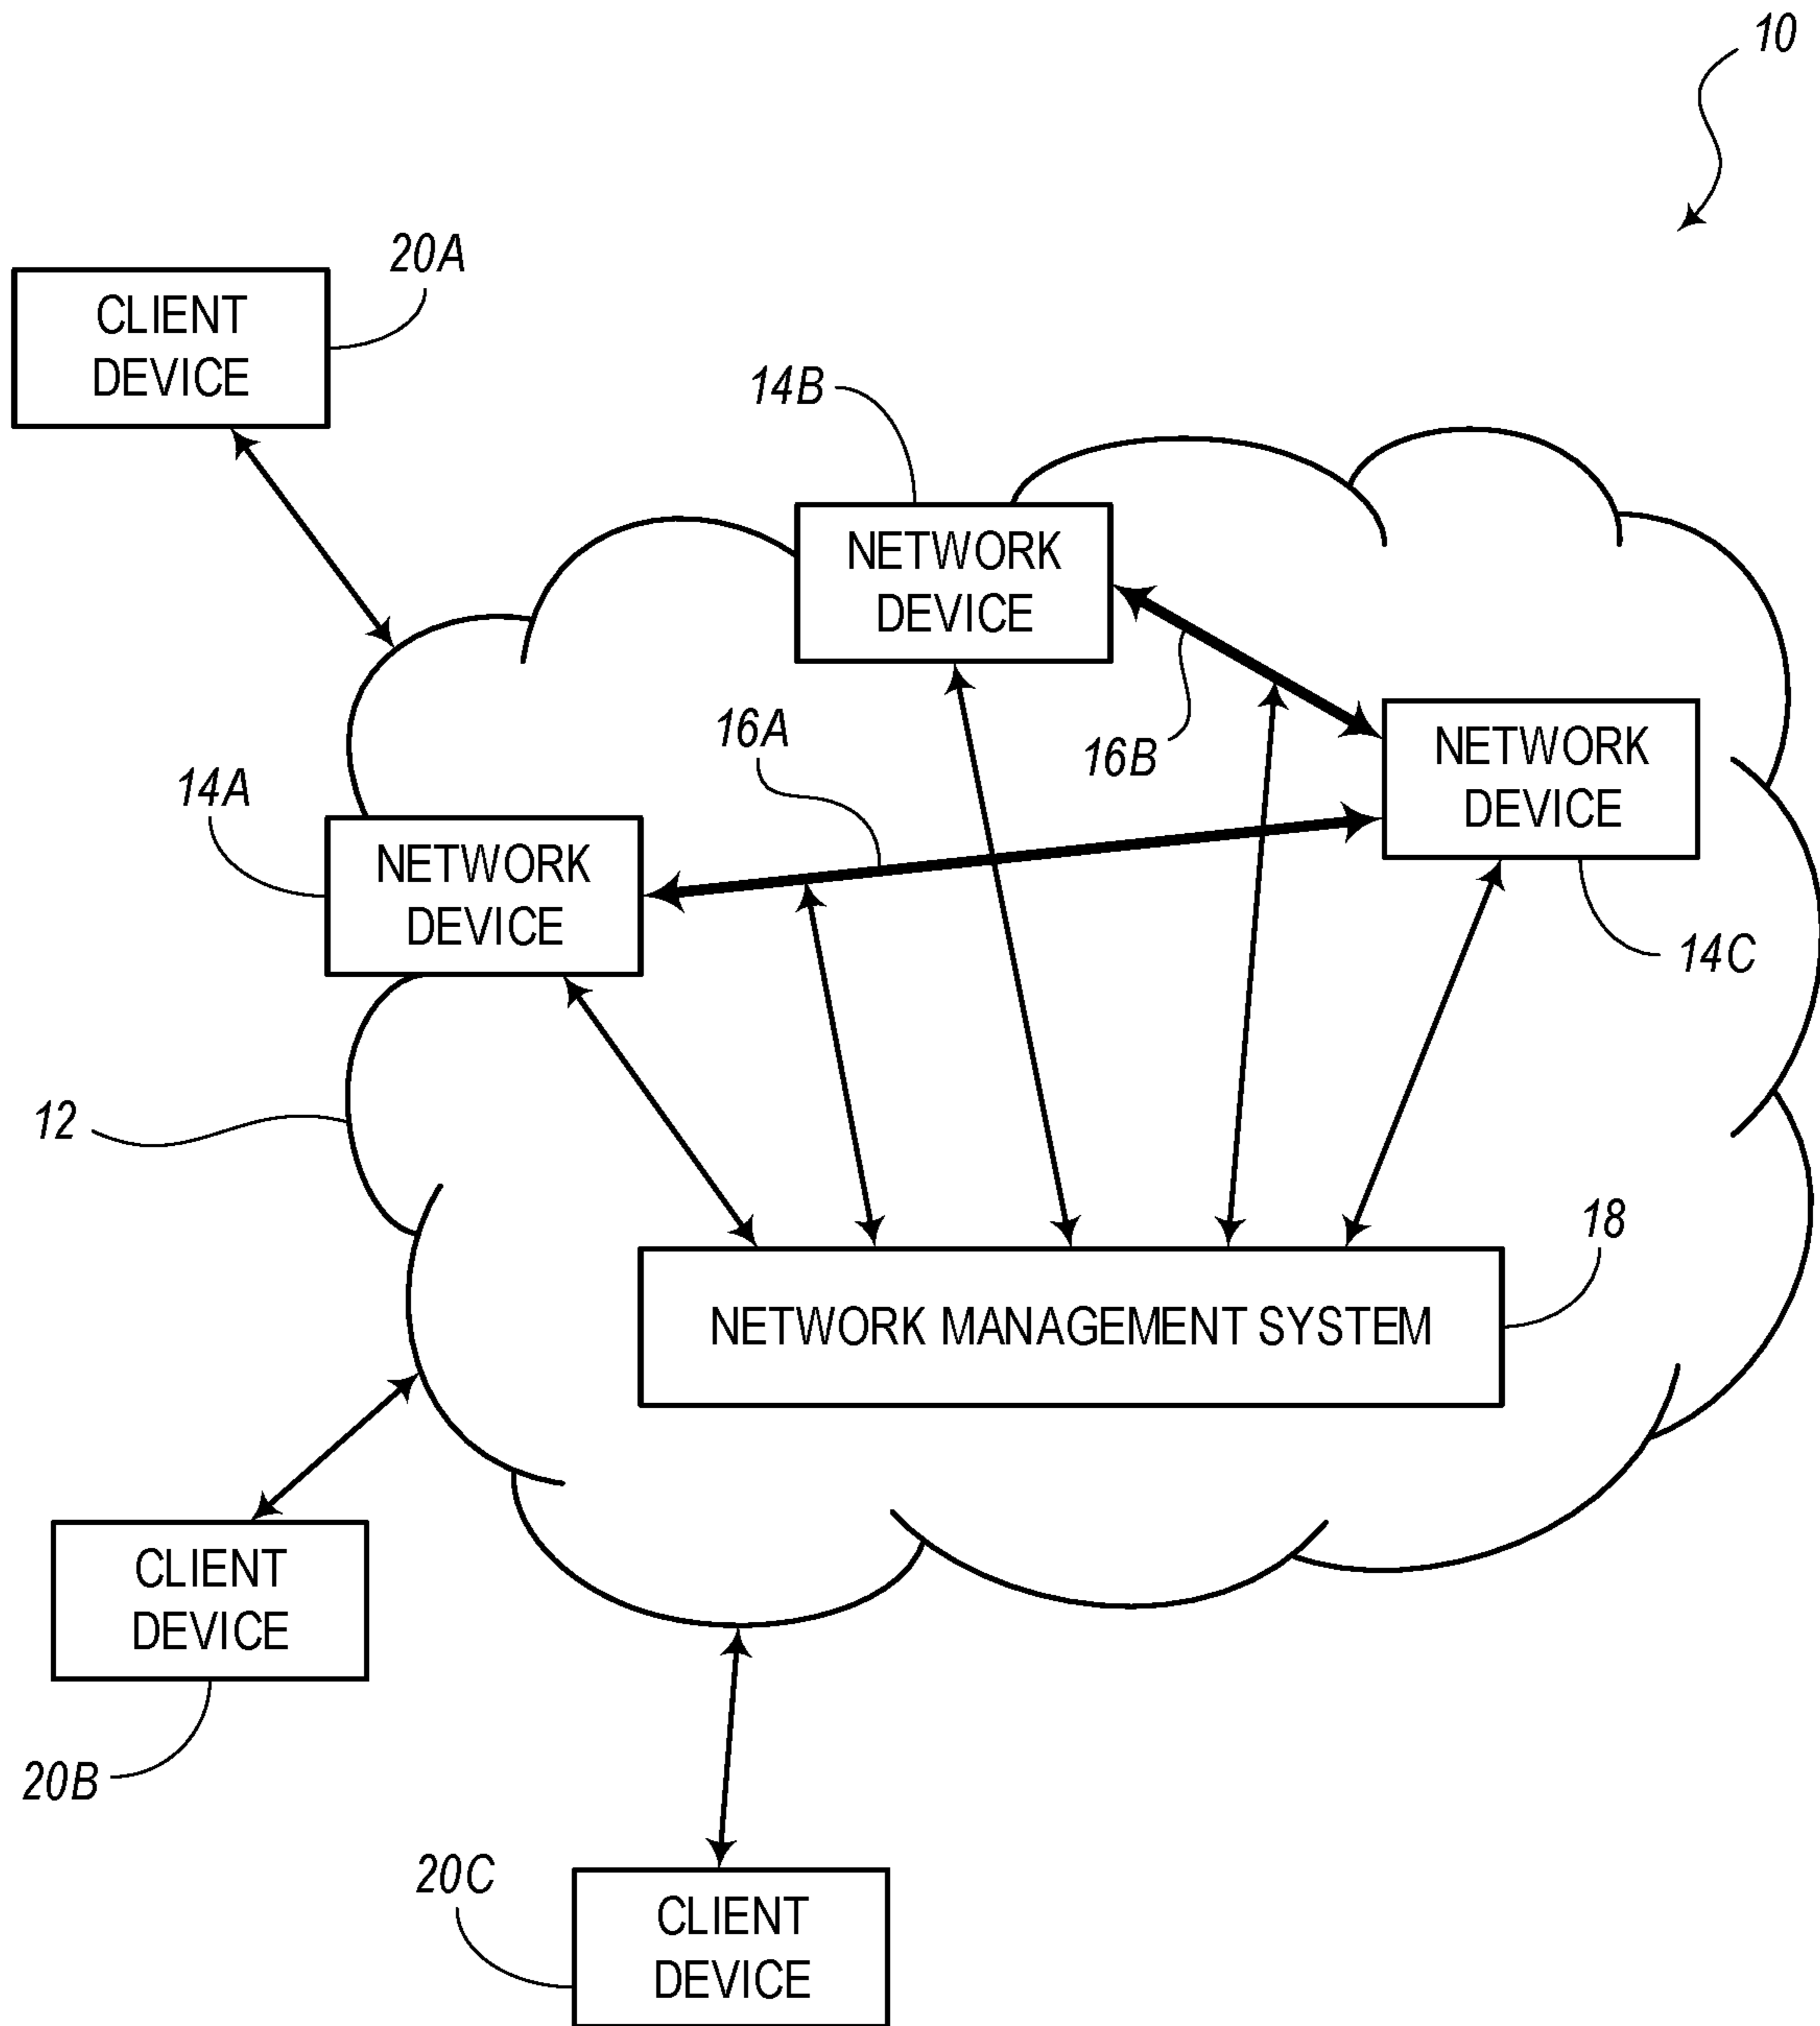 10
20A
CLIENT
DEVICE
14B
NETWORK
DEVICE
16A
16B
NETWORK
DEVICE
14A
NETWORK
DEVICE
14C
12
18
NETWORK MANAGEMENT SYSTEM
CLIENT
DEVICE
20B
20C
CLIENT
DEVICE